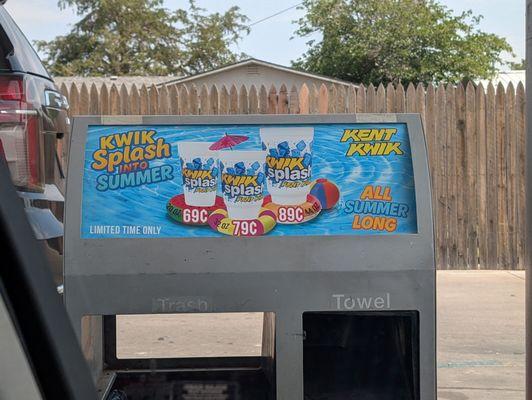 KWIK
Splash
INTO
SUMMER
LIMITED TIME ONLY
KWIK
Splash
KWIK
Splash
KWIK
Splash
69¢
79¢
89¢
KENT
KWIK
ALL
SUMMER
LONG
Trash
Towel